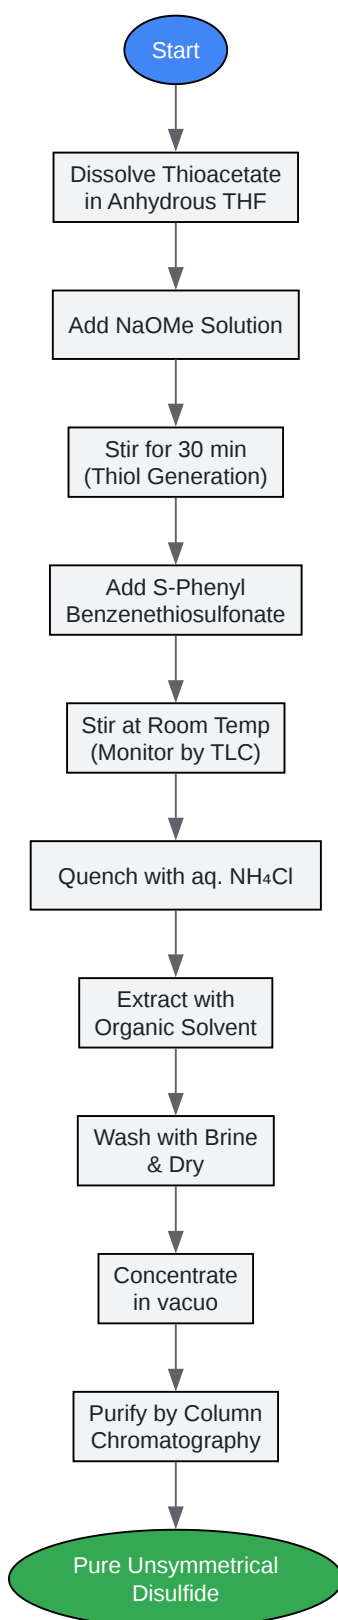 Start
Dissolve Thioacetate
in Anhydrous THF
Add NaOMe Solution
Stir for 30 min
(Thiol Generation)
Add S-Phenyl
Benzenethiosulfonate
Stir at Room Temp
(Monitor by TLC)
Quench with aq. NH₄Cl
Extract with
Organic Solvent
Wash with Brine
& Dry
Concentrate
in vacuo
Purify by Column
Chromatography
Pure Unsymmetrical
Disulfide